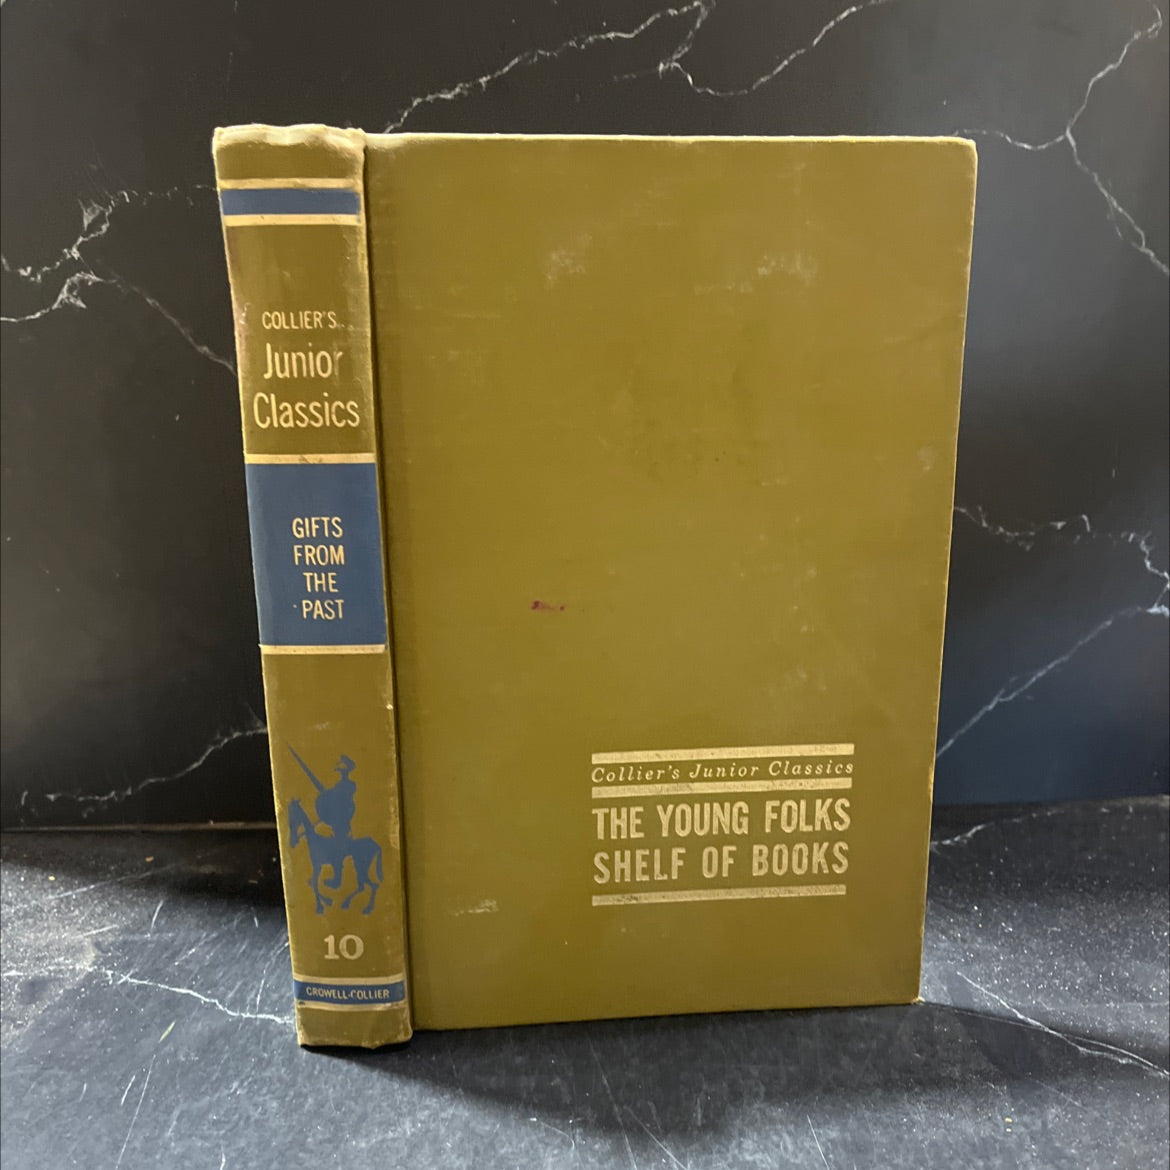 COLLIER'S
Junior
Classics
GIFTS
FROM
THE
PAST
10
CROWELL-COLLIER
Collier's Junior Classics
THE YOUNG FOLKS
SHELF OF BOOKS